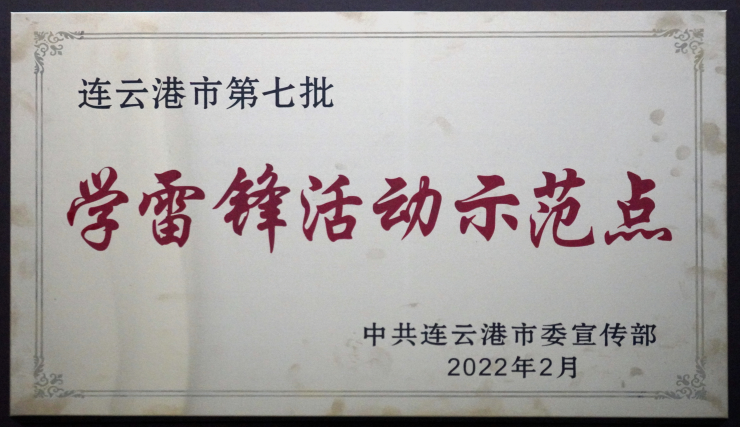 连云港市第七批
学雷锋活动示范点
中共连云港市委宣传部
2022年2月